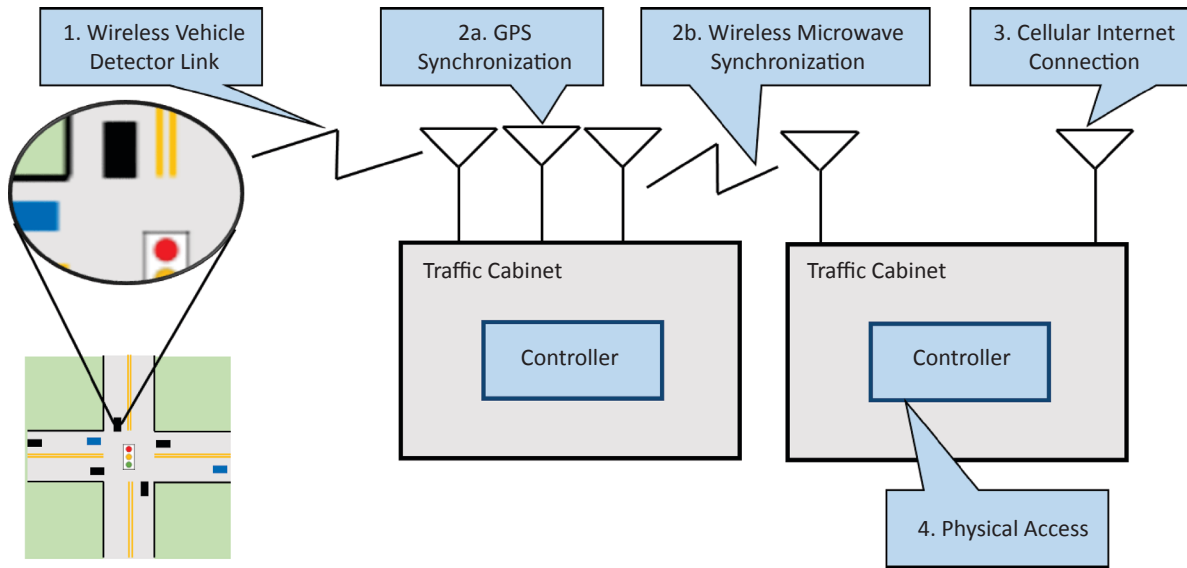 1. Wireless Vehicle
Detector Link
2a. GPS
Synchronization
2b. Wireless Microwave
Synchronization
3. Cellular Internet
Connection
Traffic Cabinet
Controller
Traffic Cabinet
Controller
4. Physical Access